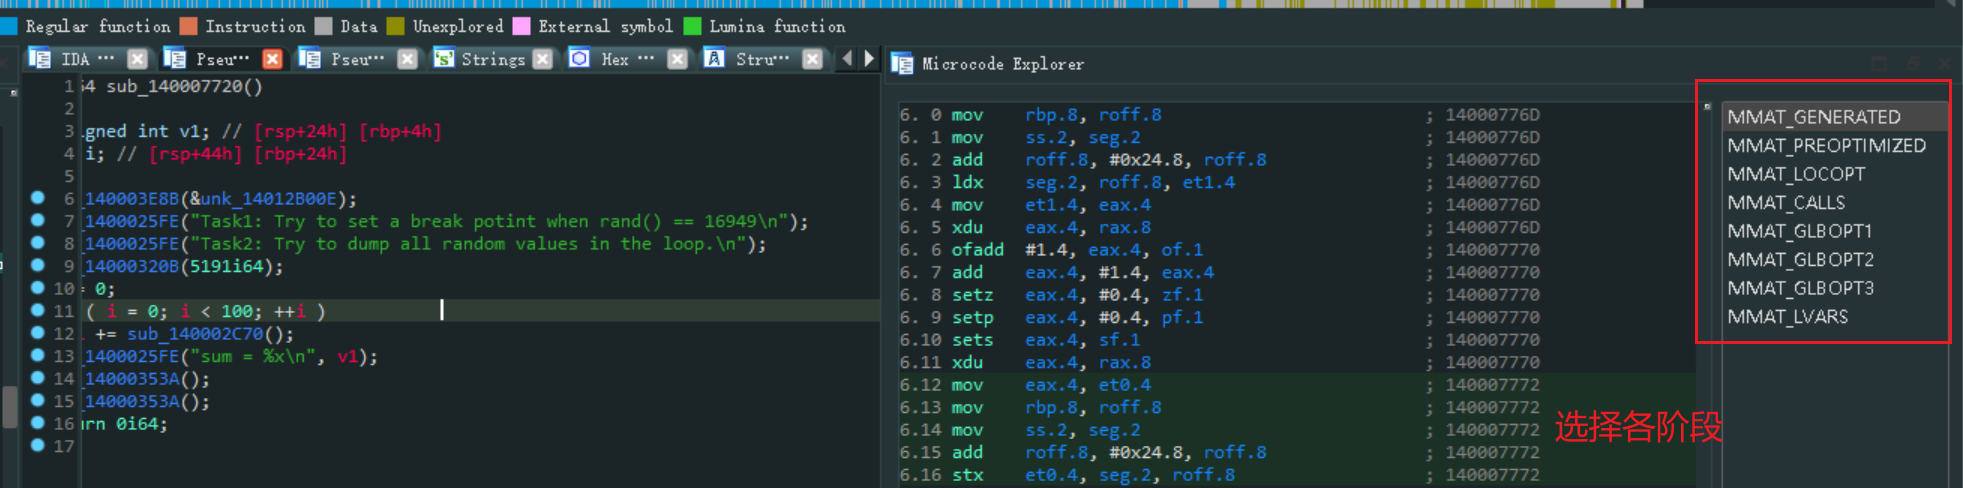 Regular function Instruction Data Unexplored External symbol Lumina function
IDA ··· Pseu··· Pseu··· Strings Hex ··· Stru···
Microcode Explorer
1 54 sub_140007720()
2
3 .gned int v1; // [rsp+24h] [rbp+4h]
4 i; // [rsp+44h] [rbp+24h]
5
6 _140003E8B(&unk_14012B00E);
7 _1400025FE("Task1: Try to set a break potint when rand() == 16949\n");
8 _1400025FE("Task2: Try to dump all random values in the loop.\n");
9 _14000320B(5191i64);
10 = 0;
11 ( i = 0; i < 100; ++i )
12 += sub_140002C70();
13 _1400025FE("sum = %x\n", v1);
14 _14000353A();
15 _14000353A();
16 urn 0i64;
17
6. 0 mov rbp.8, roff.8 ; 14000776D
6. 1 mov ss.2, seg.2 ; 14000776D
6. 2 add roff.8, #0x24.8, roff.8 ; 14000776D
6. 3 ldx seg.2, roff.8, et1.4 ; 14000776D
6. 4 mov et1.4, eax.4 ; 14000776D
6. 5 xdu eax.4, rax.8 ; 14000776D
6. 6 ofadd #1.4, eax.4, of.1 ; 140007770
6. 7 add eax.4, #1.4, eax.4 ; 140007770
6. 8 setz eax.4, #0.4, zf.1 ; 140007770
6. 9 setp eax.4, #0.4, pf.1 ; 140007770
6.10 sets eax.4, sf.1 ; 140007770
6.11 xdu eax.4, rax.8 ; 140007770
6.12 mov eax.4, et0.4 ; 140007772
6.13 mov rbp.8, roff.8 ; 140007772
6.14 mov ss.2, seg.2 ; 140007772
6.15 add roff.8, #0x24.8, roff.8 ; 140007772
6.16 stx et0.4, seg.2, roff.8 ; 140007772
MMAT_GENERATED
MMAT_PREOPTIMIZED
MMAT_LOCOPT
MMAT_CALLS
MMAT_GLBOPT1
MMAT_GLBOPT2
MMAT_GLBOPT3
MMAT_LVARS
选择各阶段